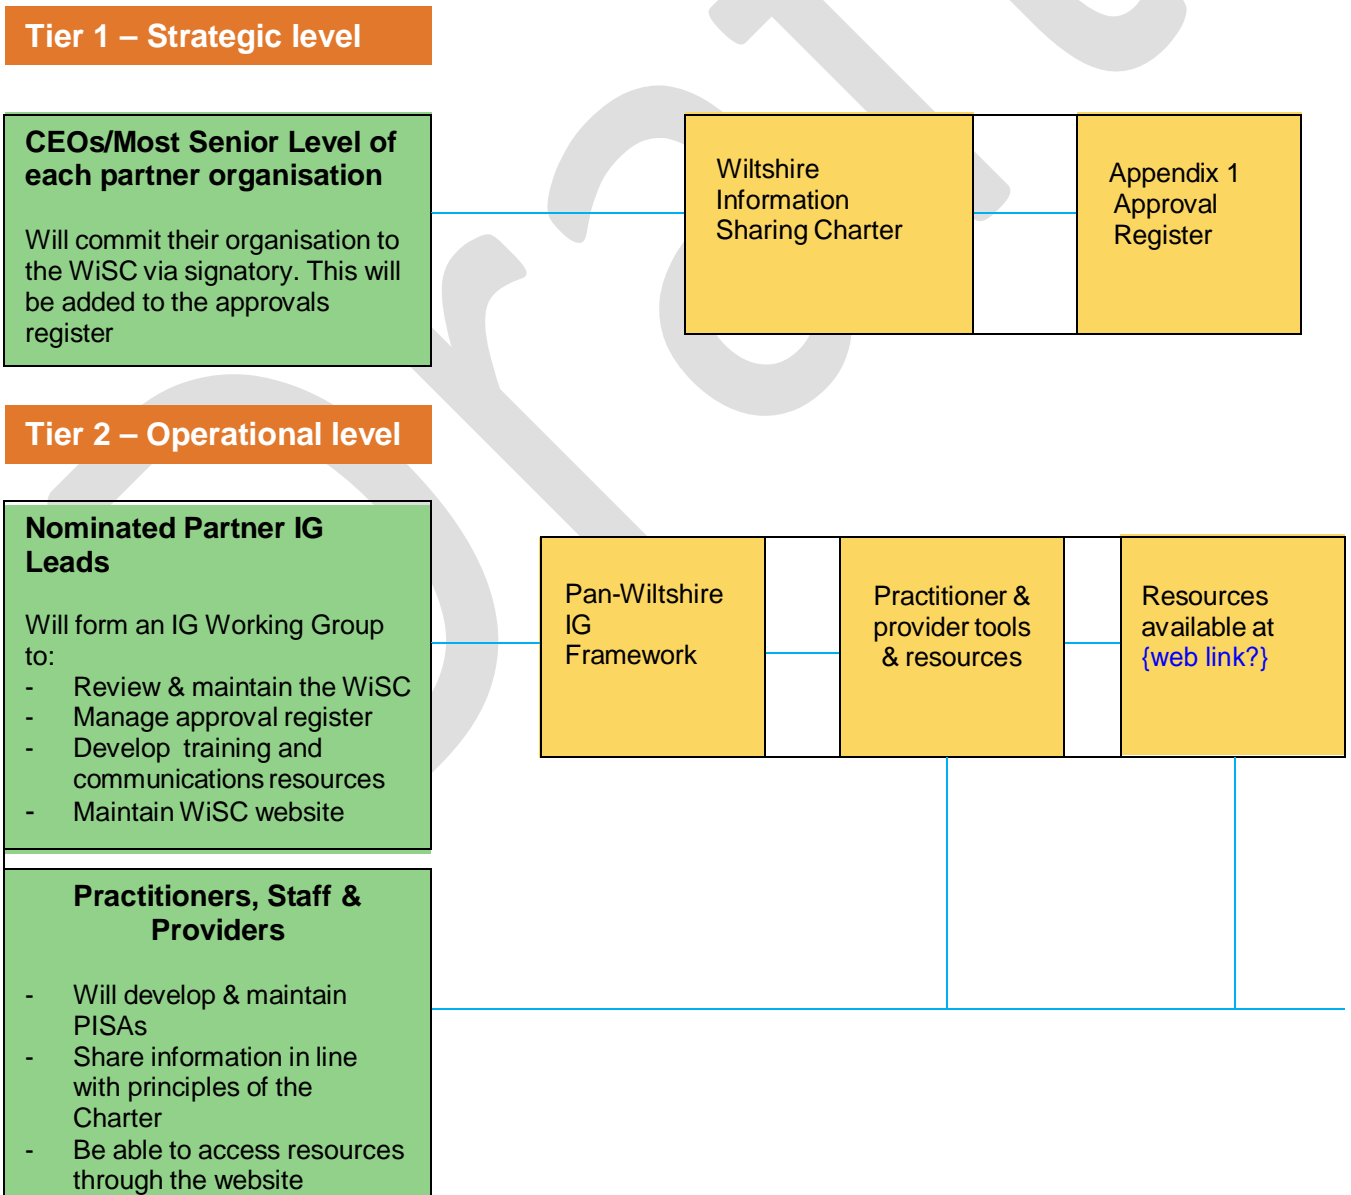 Tier 1 – Strategic level
CEOs/Most Senior Level of
each partner organisation
Will commit their organisation to
the WiSC via signatory. This will
be added to the approvals
register
Wiltshire
Information
Sharing Charter
Appendix 1
Approval
Register
Tier 2 – Operational level
Nominated Partner IG
Leads
Will form an IG Working Group
to:
- Review & maintain the WiSC
- Manage approval register
- Develop training and
communications resources
- Maintain WiSC website
Pan-Wiltshire
IG
Framework
Practitioner &
provider tools
& resources
Resources
available at
{web link?}
Practitioners, Staff &
Providers
- Will develop & maintain
PISAs
- Share information in line
with principles of the
Charter
- Be able to access resources
through the website
Draft